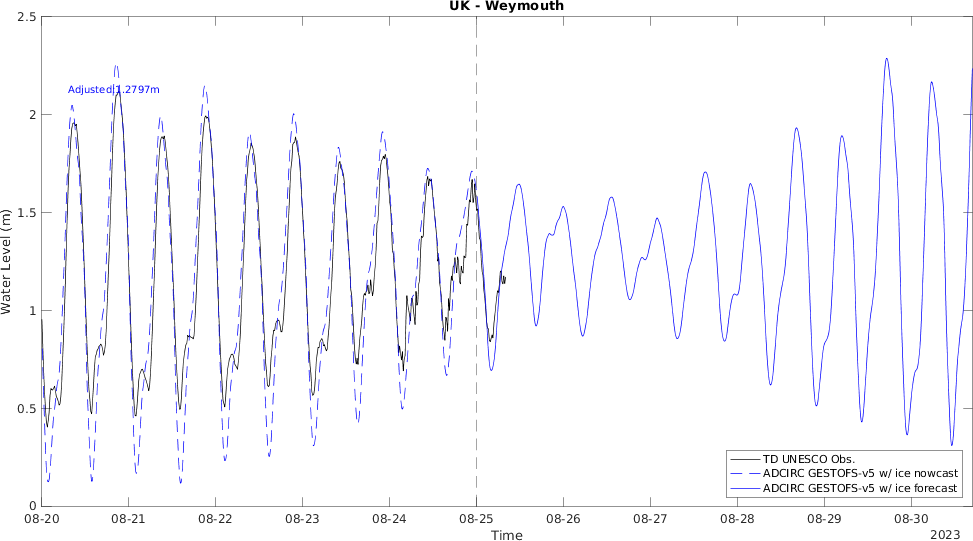 UK - Weymouth
2.5
2
1.5
1
0.5
0
Water Level (m)
Adjusted 1.2797m
TD UNESCO Obs.
ADCIRC GESTOFS-v5 w/ ice nowcast
ADCIRC GESTOFS-v5 w/ ice forecast
08-20 08-21 08-22 08-23 08-24 08-25 08-26 08-27 08-28 08-29 08-30
Time
2023